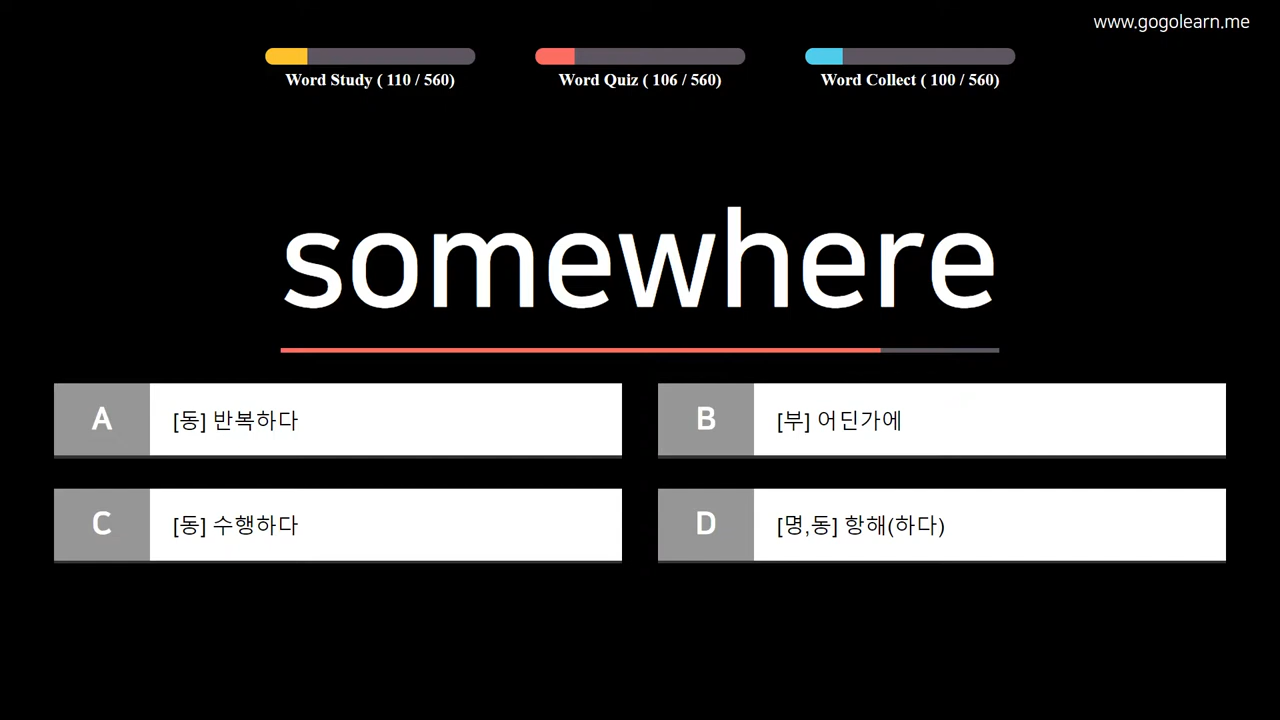 www.gogolearn.me
Word Study ( 110 / 560)
Word Quiz ( 106 / 560)
Word Collect ( 100 / 560)
somewhere
A [동] 반복하다
B [부] 어딘가에
C [동] 수행하다
D [명,동] 항해(하다)